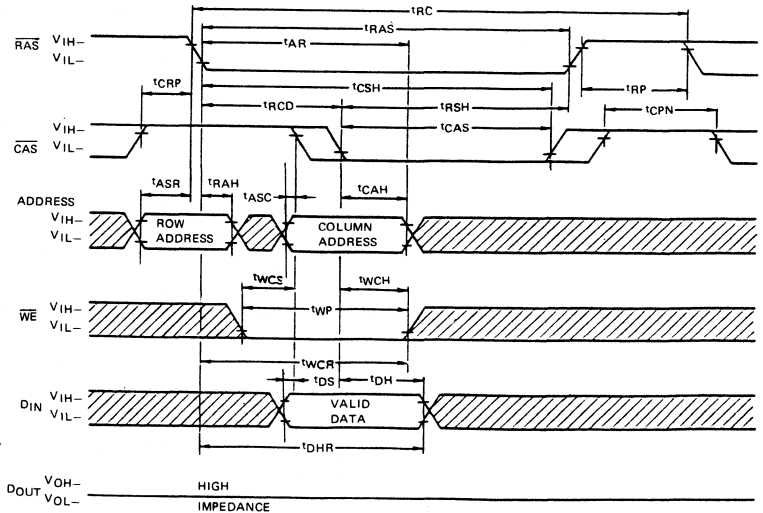 tRC
tRAS
tAR
RAS VIH–
VIL–
tCRP
tCSH
tRP
tRCD
tRSH
tCPN
tCAS
CAS VIH–
VIL–
tASR
tRAH
tASC
tCAH
ADDRESS
VIH–
VIL–
ROW ADDRESS
COLUMN ADDRESS
tWCS
tWCH
tWP
WE VIH–
VIL–
tWCR
tDS
tDH
DIN VIH–
VIL–
VALID DATA
tDHR
DOUT VOH–
VOL–
HIGH
IMPEDANCE